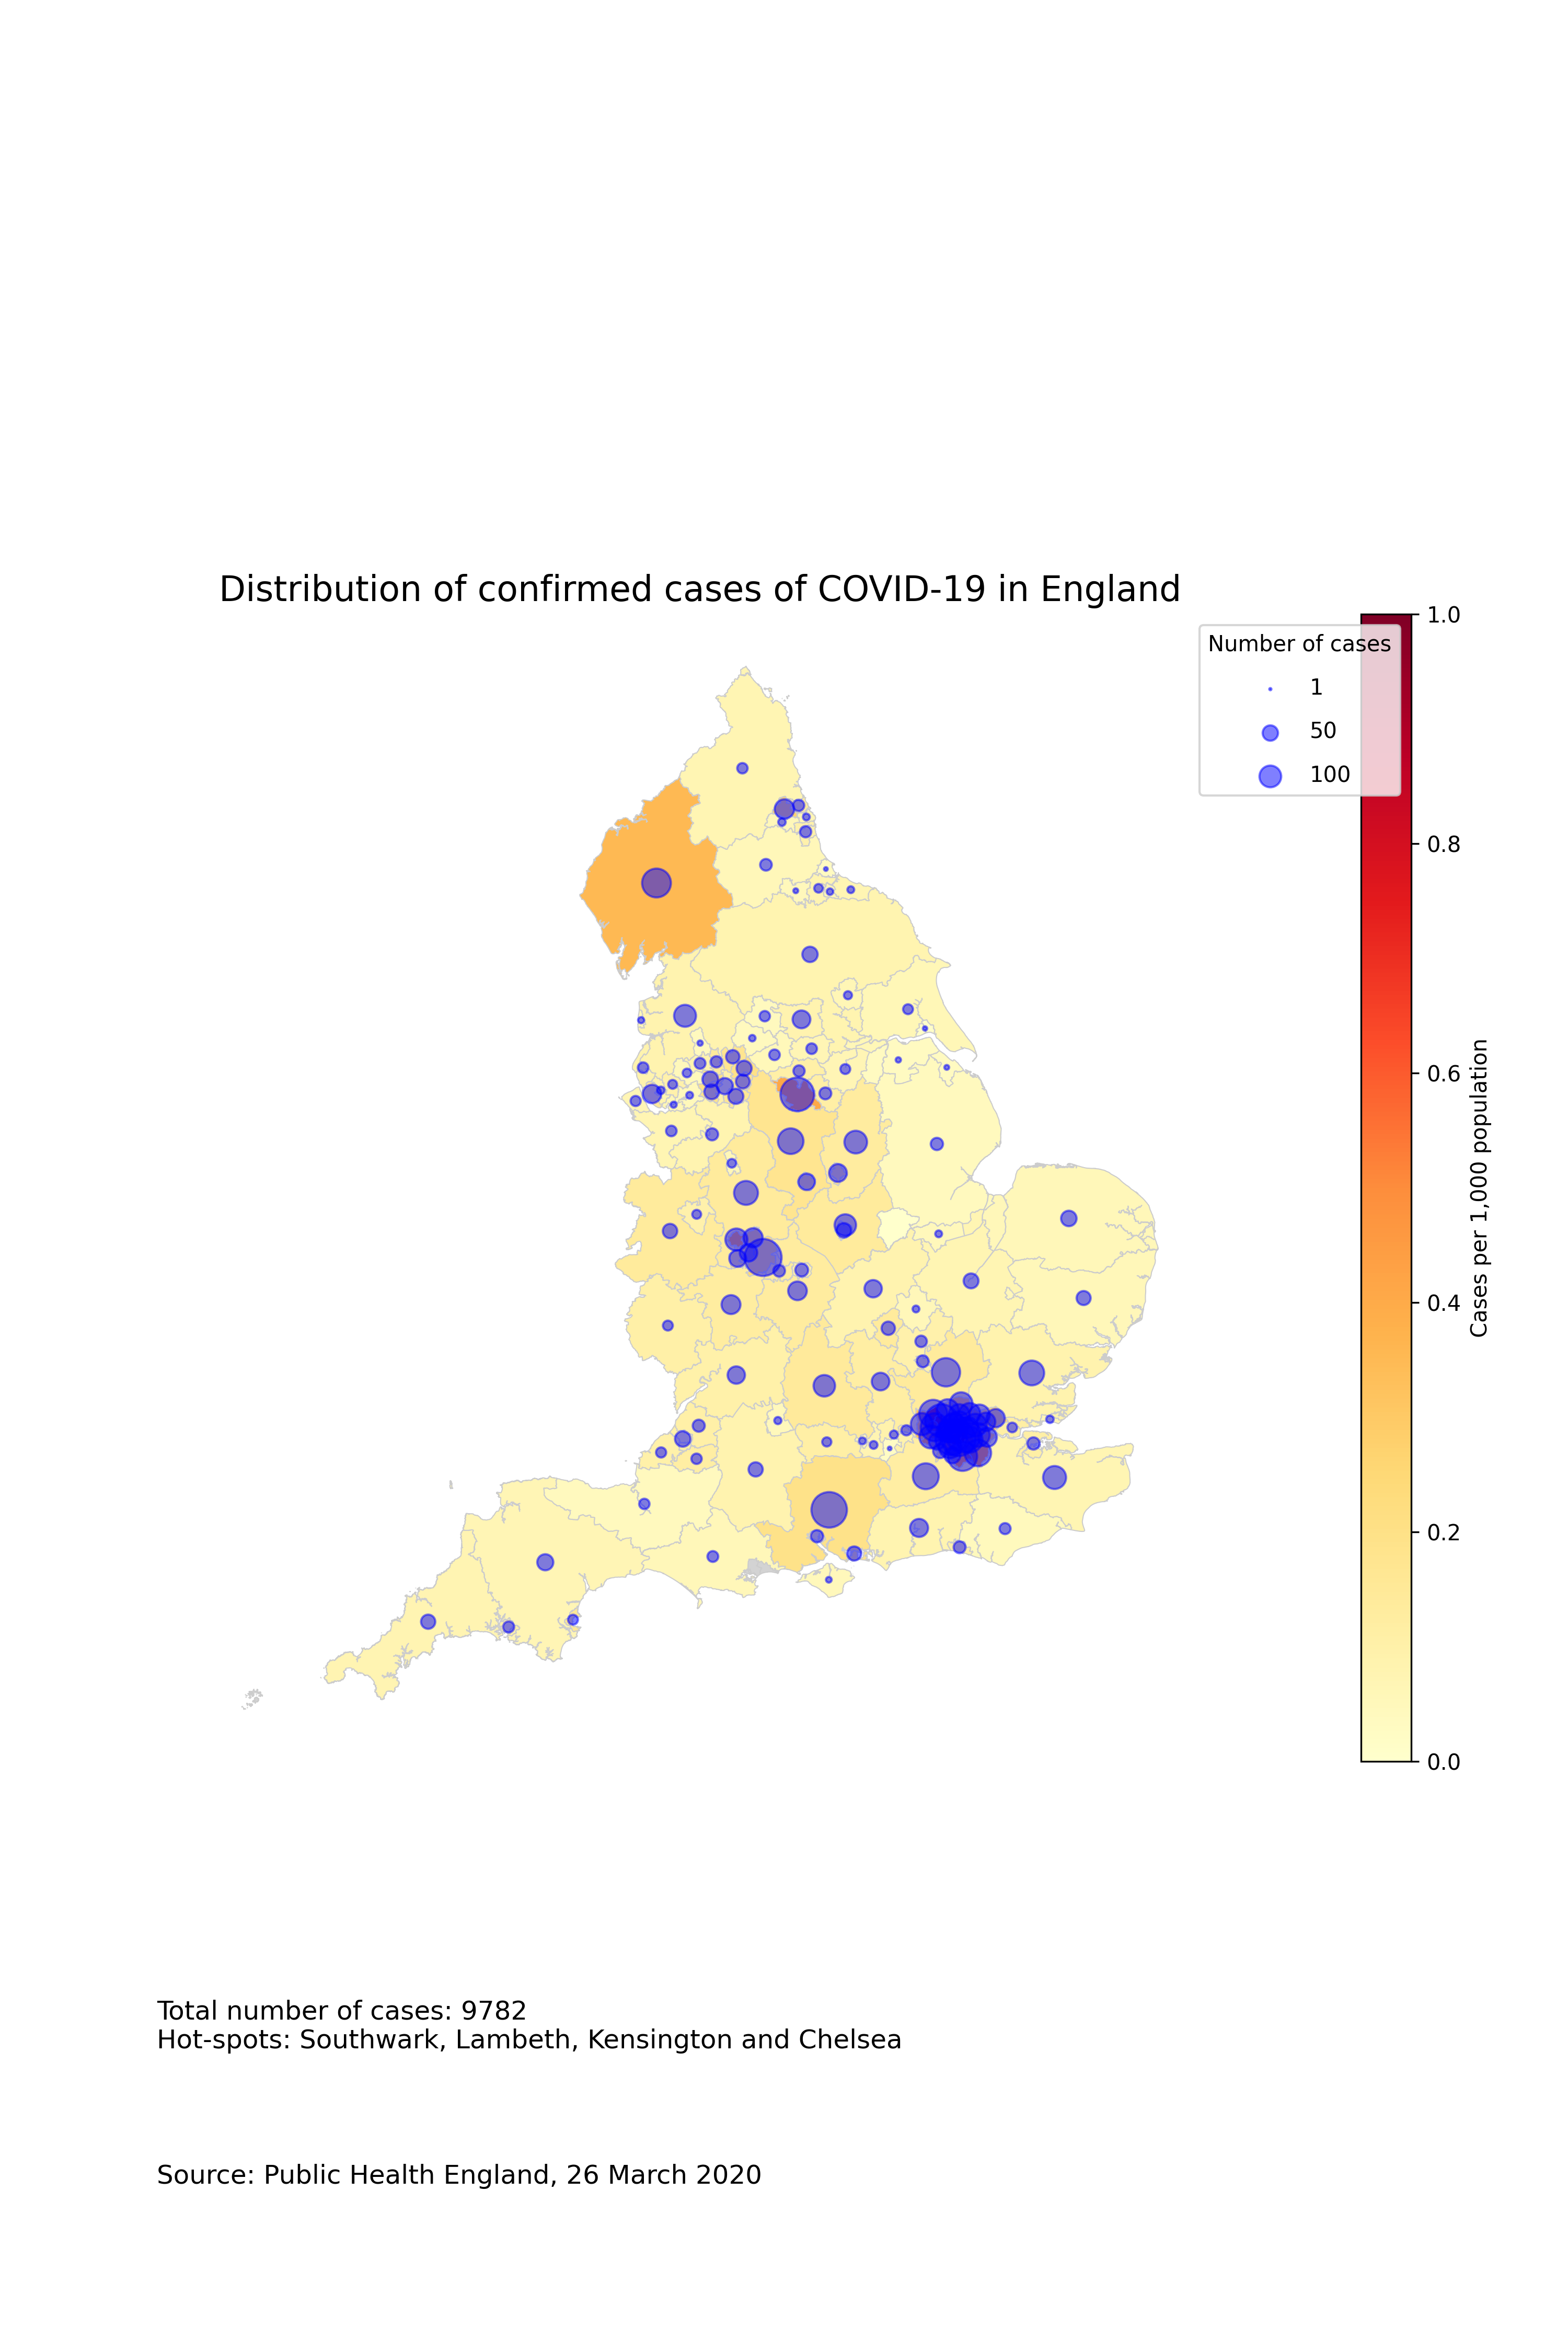 Distribution of confirmed cases of COVID-19 in England
Number of cases
1
50
100
1.0
0.8
0.6
0.4
0.2
0.0
Cases per 1,000 population
Total number of cases: 9782
Hot-spots: Southwark, Lambeth, Kensington and Chelsea
Source: Public Health England, 26 March 2020